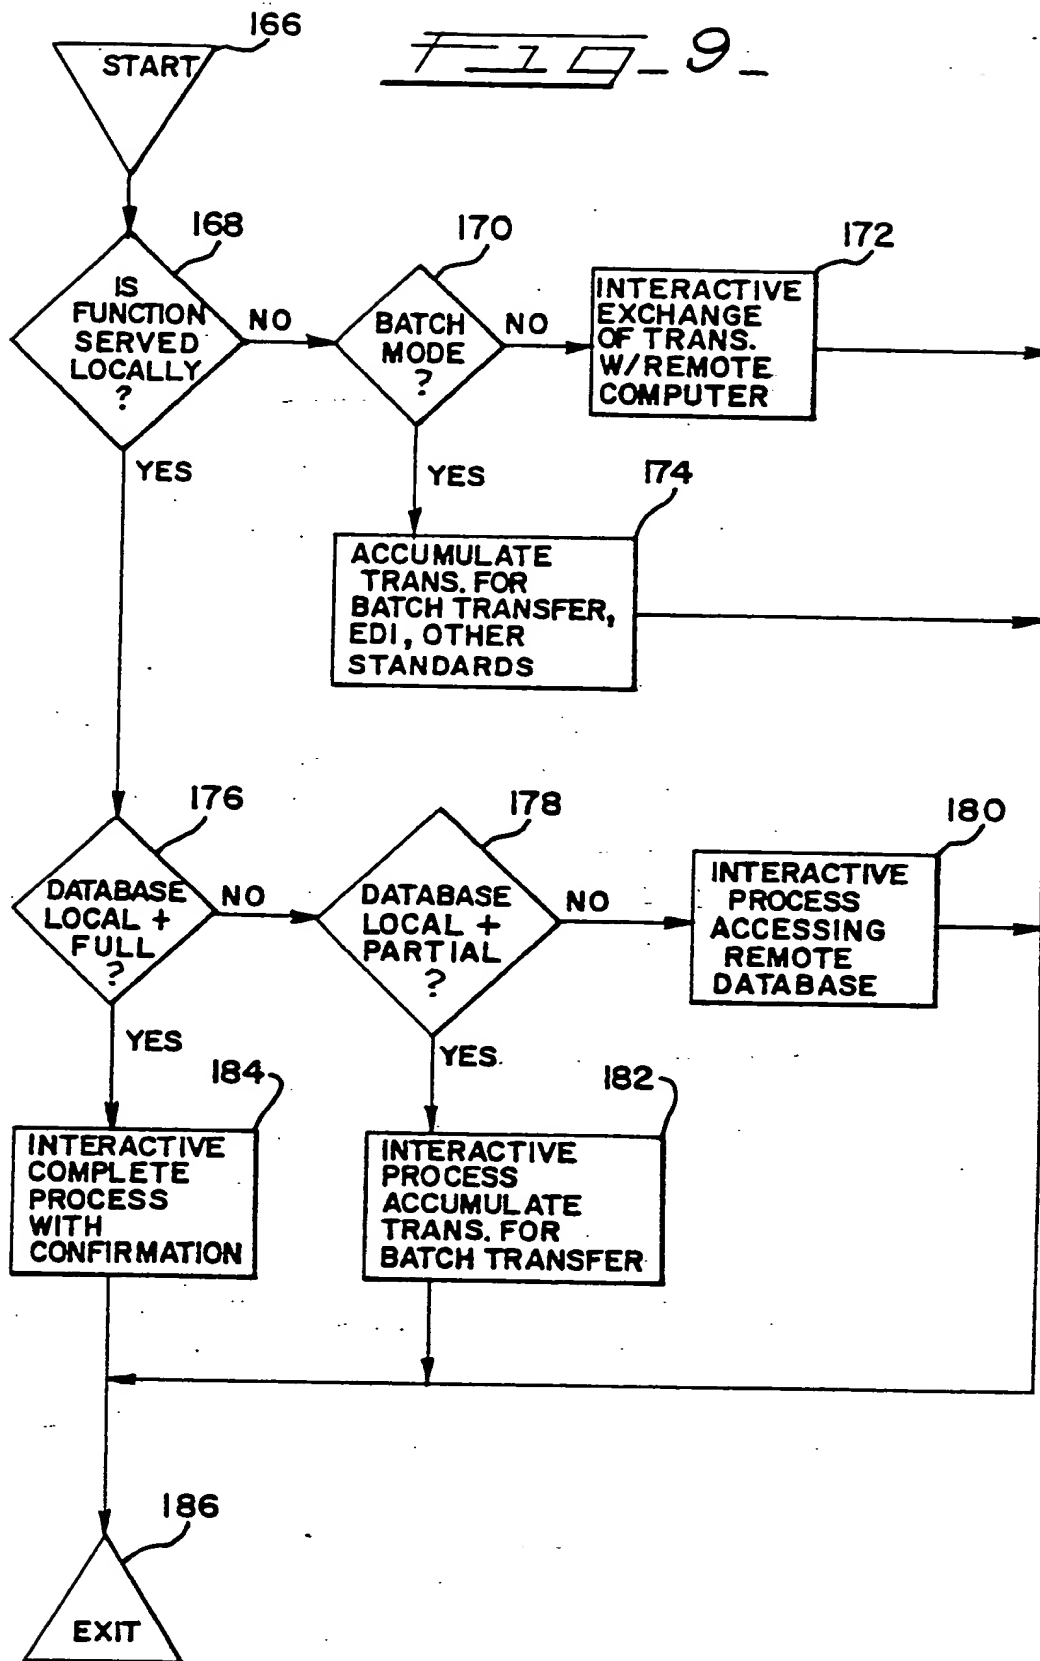 166
START
Fig_9_
168
IS
FUNCTION
SERVED
LOCALLY
?
NO
170
BATCH
MODE
?
NO
172
INTERACTIVE
EXCHANGE
OF TRANS.
W/REMOTE
COMPUTER
YES
YES
174
ACCUMULATE
TRANS. FOR
BATCH TRANSFER,
EDI, OTHER
STANDARDS
176
DATABASE
LOCAL +
FULL
?
NO
178
DATABASE
LOCAL +
PARTIAL
?
NO
180
INTERACTIVE
PROCESS
ACCESSING
REMOTE
DATABASE
YES
YES
184
INTERACTIVE
COMPLETE
PROCESS
WITH
CONFIRMATION
182
INTERACTIVE
PROCESS
ACCUMULATE
TRANS. FOR
BATCH TRANSFER
186
EXIT